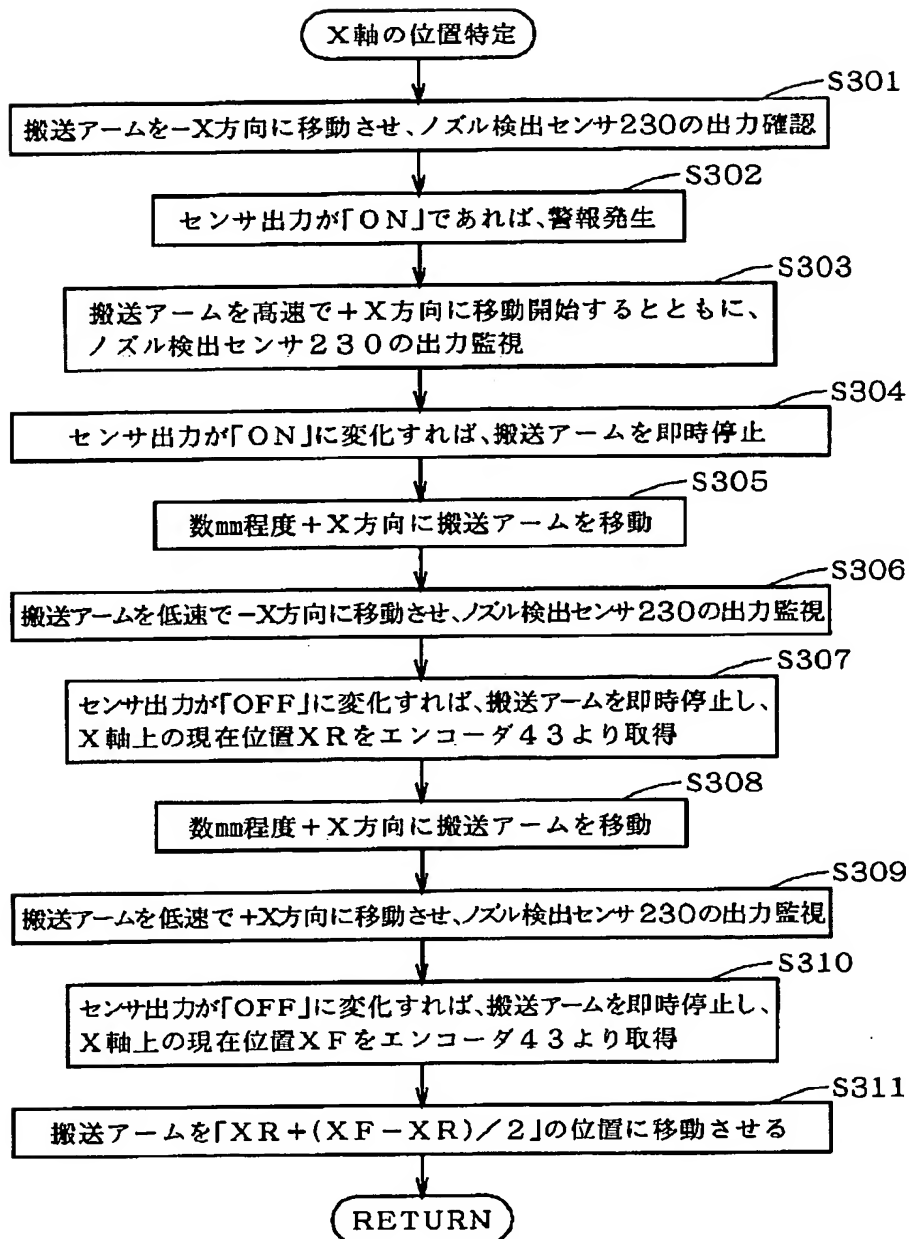 X軸の位置特定
S301
搬送アームを−X方向に移動させ、ノズル検出センサ230の出力確認
S302
センサ出力が「ON」であれば、警報発生
S303
搬送アームを高速で+X方向に移動開始するとともに、
ノズル検出センサ230の出力監視
S304
センサ出力が「ON」に変化すれば、搬送アームを即時停止
S305
数mm程度+X方向に搬送アームを移動
S306
搬送アームを低速で−X方向に移動させ、ノズル検出センサ230の出力監視
S307
センサ出力が「OFF」に変化すれば、搬送アームを即時停止し、
X軸上の現在位置XRをエンコーダ43より取得
S308
数mm程度+X方向に搬送アームを移動
S309
搬送アームを低速で+X方向に移動させ、ノズル検出センサ230の出力監視
S310
センサ出力が「OFF」に変化すれば、搬送アームを即時停止し、
X軸上の現在位置XFをエンコーダ43より取得
S311
搬送アームを「XR+(XF−XR)/2」の位置に移動させる
RETURN